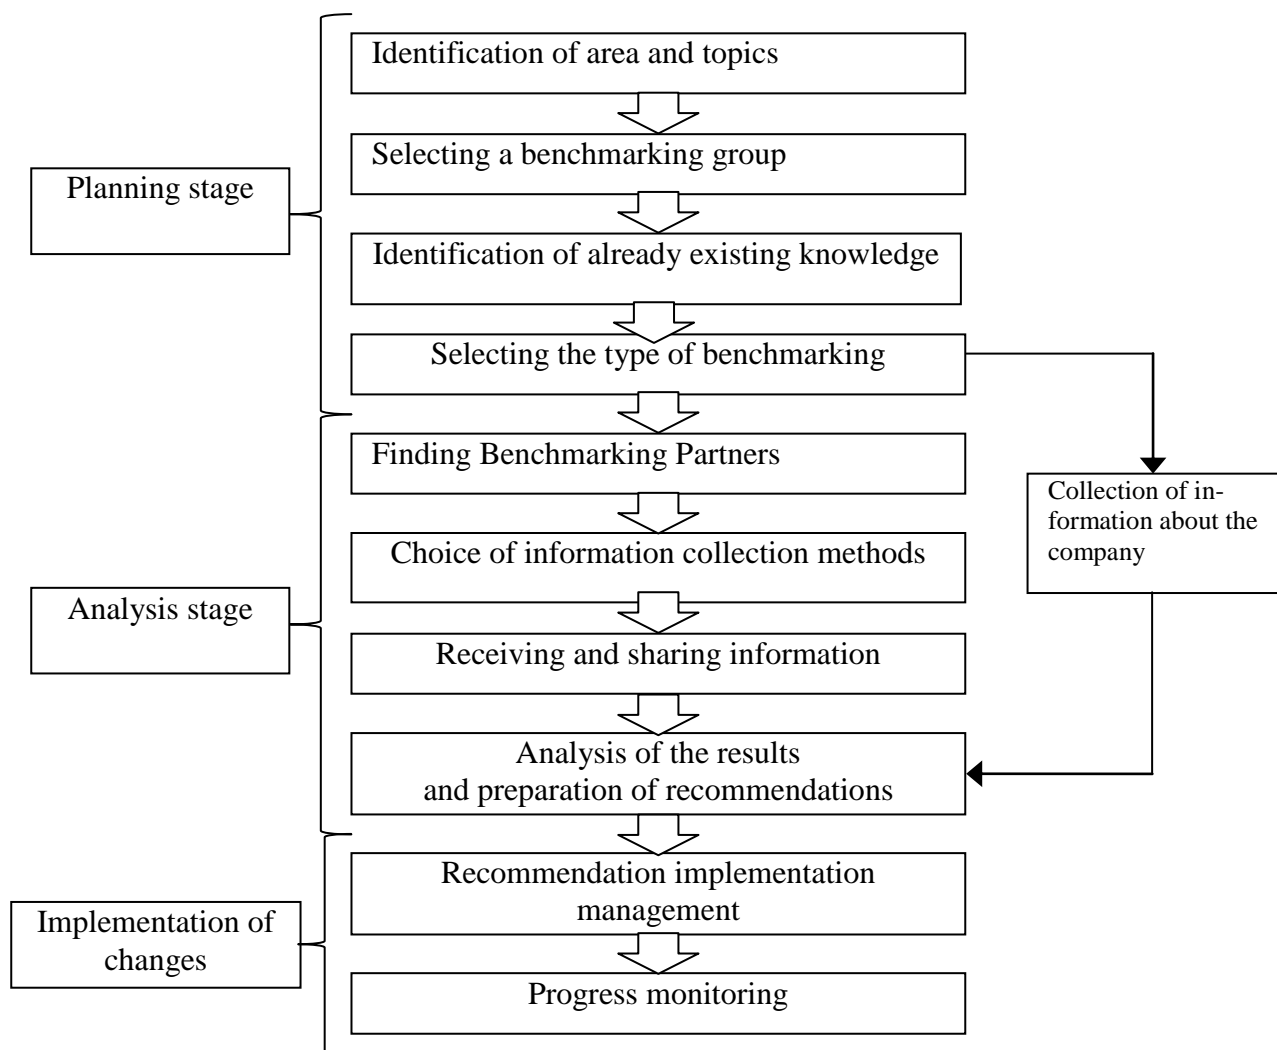 Identification of area and topics
Selecting a benchmarking group
Planning stage
Identification of already existing knowledge
Selecting the type of benchmarking
Finding Benchmarking Partners
Collection of in-
formation about the
company
Choice of information collection methods
Analysis stage
Receiving and sharing information
Analysis of the results
and preparation of recommendations
Recommendation implementation
management
Implementation of
changes
Progress monitoring